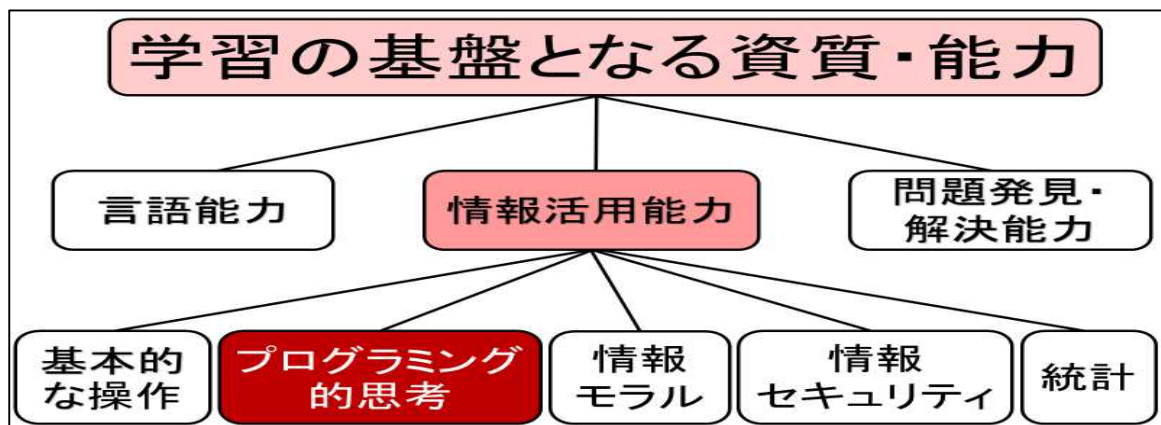 学習の基盤となる資質・能力
言語能力
情報活用能力
問題発見・
解決能力
基本的
な操作
プログラミング
的思考
情報
モラル
情報
セキュリティ
統計